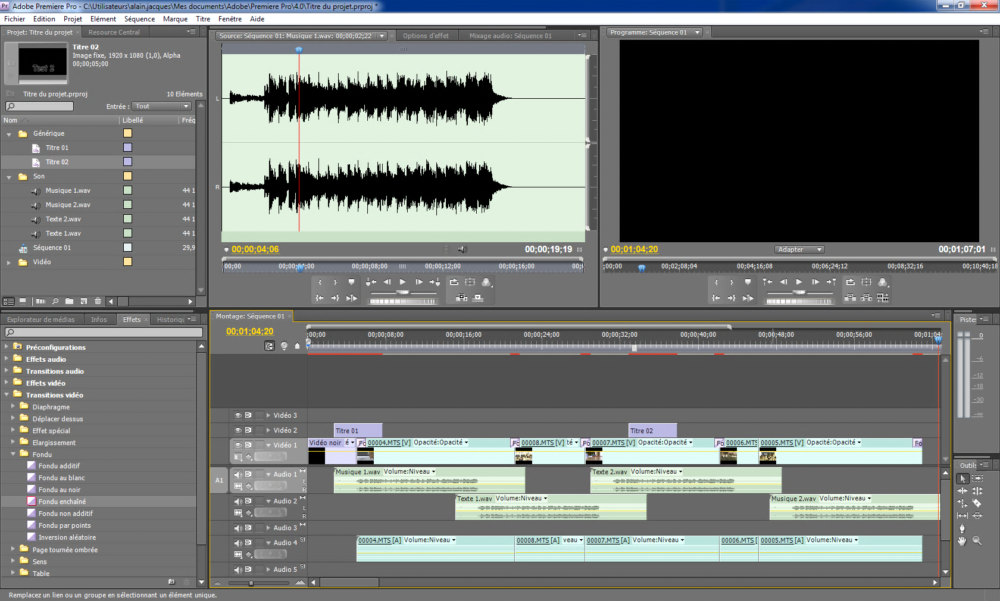 Pr Adobe Premiere Pro - C:\Utilisateurs\alain.jacques\Mes documents\Adobe\Premiere Pro\4.0\Titre du projet.prproj *
Fichier Edition Projet Elément Séquence Marque Titre Fenêtre Aide
Projet: Titre du projet Resource Central
Test 2
Titre 02
Image fixe, 1920 x 1080 (1,0), Alpha
00;00;05;00
Titre du projet.prproj 10 Eléments
Entrée : Tout
Nom Libellé Fréq
Générique
Titre 01
Titre 02
Son
Musique 1.wav 44 1
Musique 2.wav 44 1
Texte 2.wav 44 1
Texte 1.wav 44 1
Séquence 01 29,9
Vidéo
Source: Séquence 01: Musique 1.wav: 00;00;02;22 Options d'effet Mixage audio: Séquence 01
L
R
00;00;04;06 00;00;19;19
;00;00 00;00;04;00 00;00;08;00 00;00;12;00 00;00;16;00
Programme: Séquence 01
00;01;04;20 Adapter 00;01;07;01
;00;00 00;02;08;04 00;04;16;08 00;06;24;12 00;08;32;16 00;10;40;18
Explorateur de médias Infos Effets Historiqu
Préconfigurations
Effets audio
Transitions audio
Effets vidéo
Transitions vidéo
Diaphragme
Déplacer dessus
Effet spécial
Elargissement
Fondu
Fondu additif
Fondu au blanc
Fondu au noir
Fondu enchaîné
Fondu non additif
Fondu par points
Inversion aléatoire
Page tournée ombrée
Sens
Table
Montage: Séquence 01
00;01;04;20
;00;00 00;00;08;00 00;00;16;00 00;00;24;00 00;00;32;00 00;00;40;00 00;00;48;00 00;00;56;00 00;01;04;
Vidéo 3
Vidéo 2 Titre 01 Titre 02
Vidéo 1 Vidéo noir té Fo 00004.MTS [V] Opacité:Opacité Fo 00008.MTS [V] té Fo 00007.MTS [V] Opacité:Opacité Fo 00006.MTS 00005.MTS [V] Opacité:Opacité Fo
A1 Audio 1 L R Musique 1.wav Volume:Niveau Texte 2.wav Volume:Niveau
Audio 2 L R Texte 1.wav Volume:Niveau Musique 2.wav Volume:Niveau
Audio 3
Audio 4 S1 00004.MTS [A] Volume:Niveau 00008.MTS [A] veau 00007.MTS [A] Volume:Niveau 00006.MTS [ 00005.MTS [A] Volume:Niveau
Audio 5 S1
Pistes
0
-6
-12
-18
-30
-∞
Outils
Remplacez un lien ou un groupe en sélectionnant un élément unique.